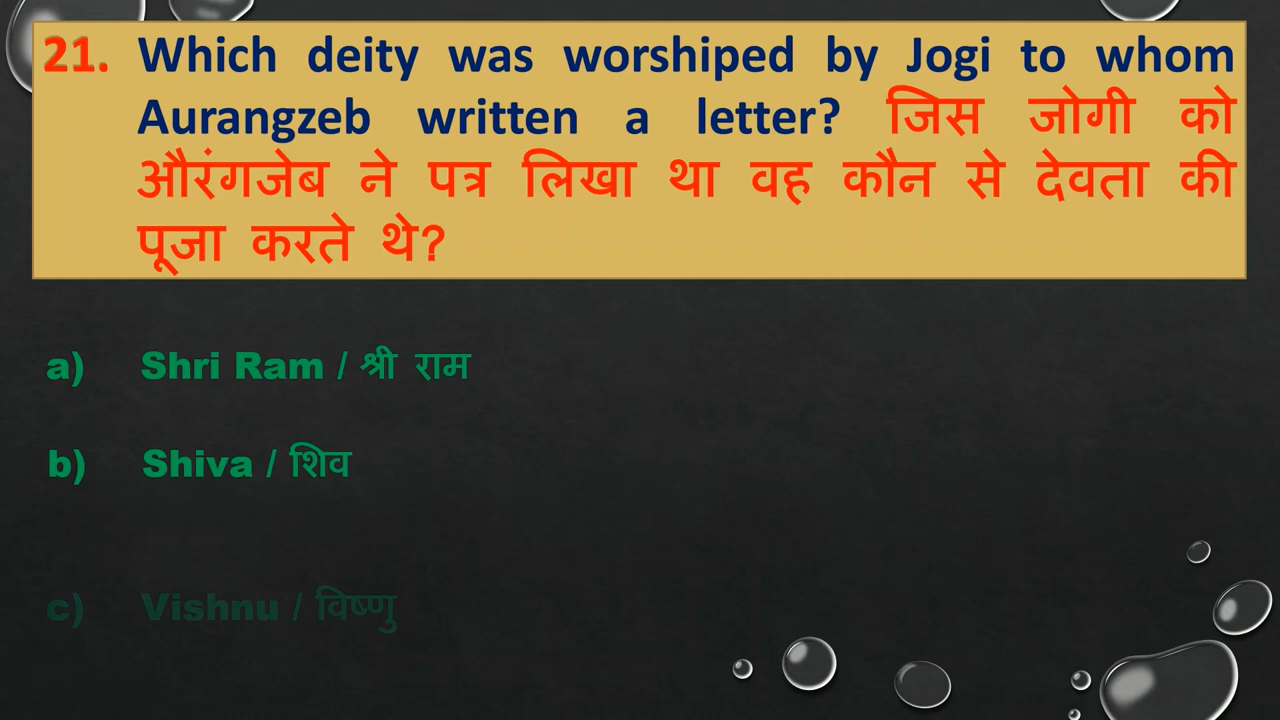 21. Which deity was worshiped by Jogi to whom
Aurangzeb written a letter? जिस जोगी को
औरंगजेब ने पत्र लिखा था वह कौन से देवता की
पूजा करते थे?
a) Shri Ram / श्री राम
b) Shiva / शिव
c) Vishnu / विष्णु